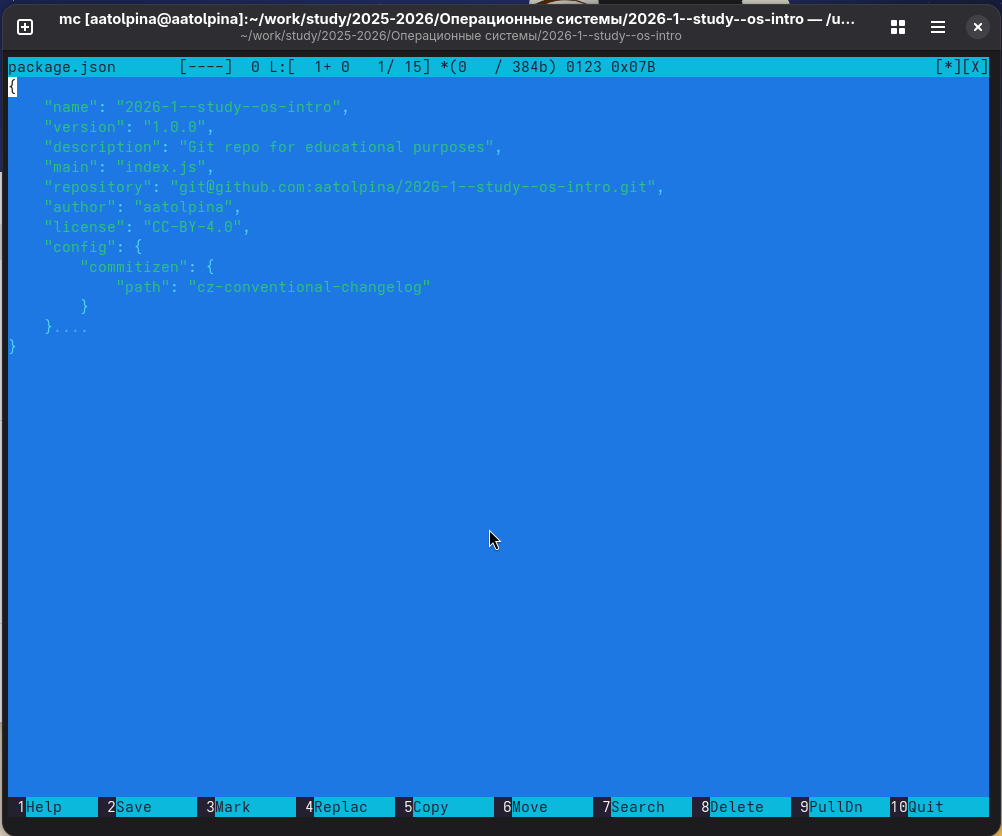 mc [aatolpina@aatolpina]:~/work/study/2025-2026/Операционные системы/2026-1--study--os-intro — /u…
~/work/study/2025-2026/Операционные системы/2026-1--study--os-intro
package.json       [----]  0 L:[  1+ 0   1/ 15] *(0   / 384b) 0123 0x07B                               [*][X]
{
    "name": "2026-1--study--os-intro",
    "version": "1.0.0",
    "description": "Git repo for educational purposes",
    "main": "index.js",
    "repository": "git@github.com:aatolpina/2026-1--study--os-intro.git",
    "author": "aatolpina",
    "license": "CC-BY-4.0",
    "config": {
        "commitizen": {
            "path": "cz-conventional-changelog"
        }
    }....
}
1Help 2Save 3Mark 4Replac 5Copy 6Move 7Search 8Delete 9PullDn 10Quit